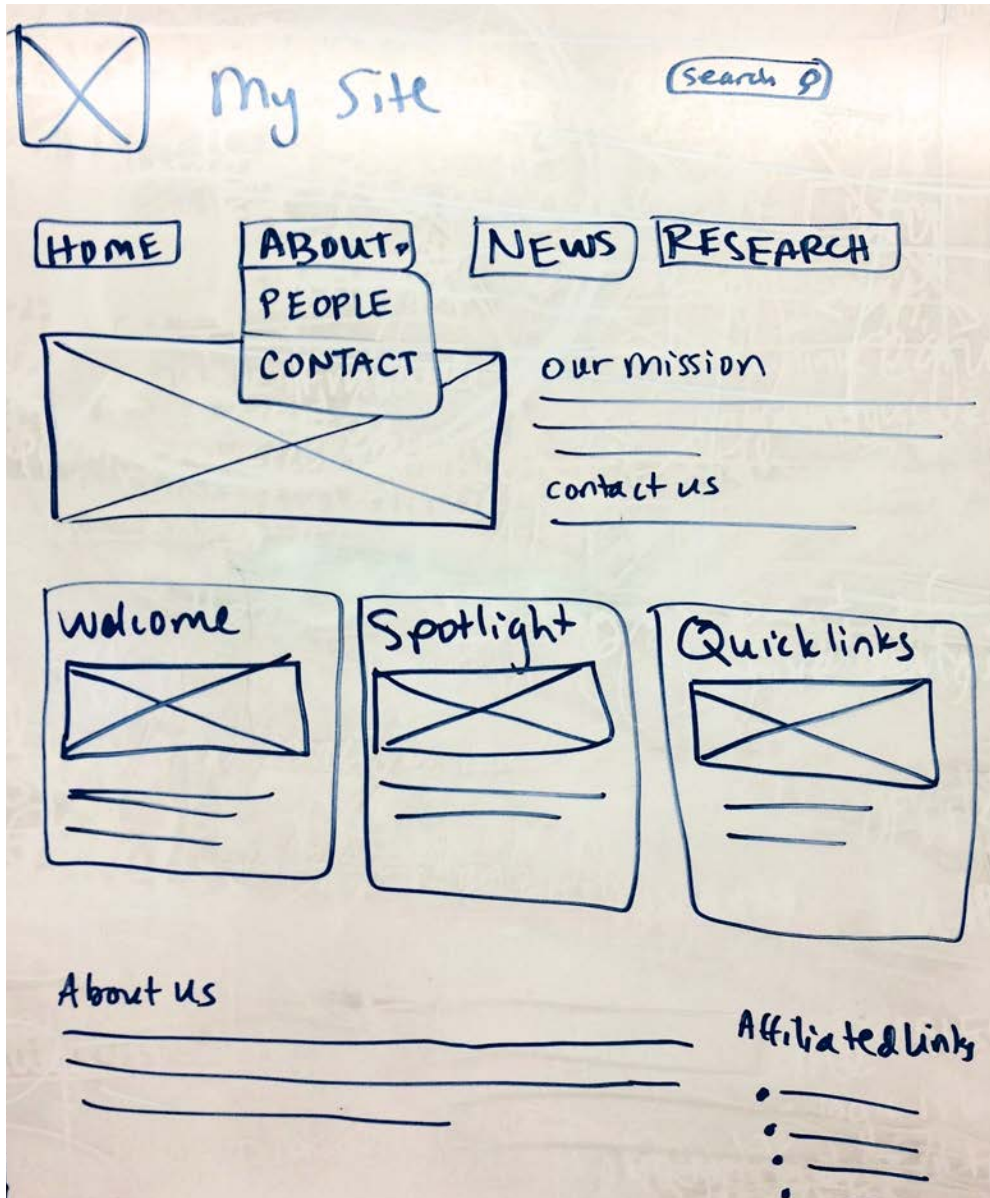 My Site
search
HOME
ABOUT
NEWS
RESEARCH
PEOPLE
CONTACT
our mission
contact us
Welcome
Spotlight
Quicklinks
About us
Affiliated links